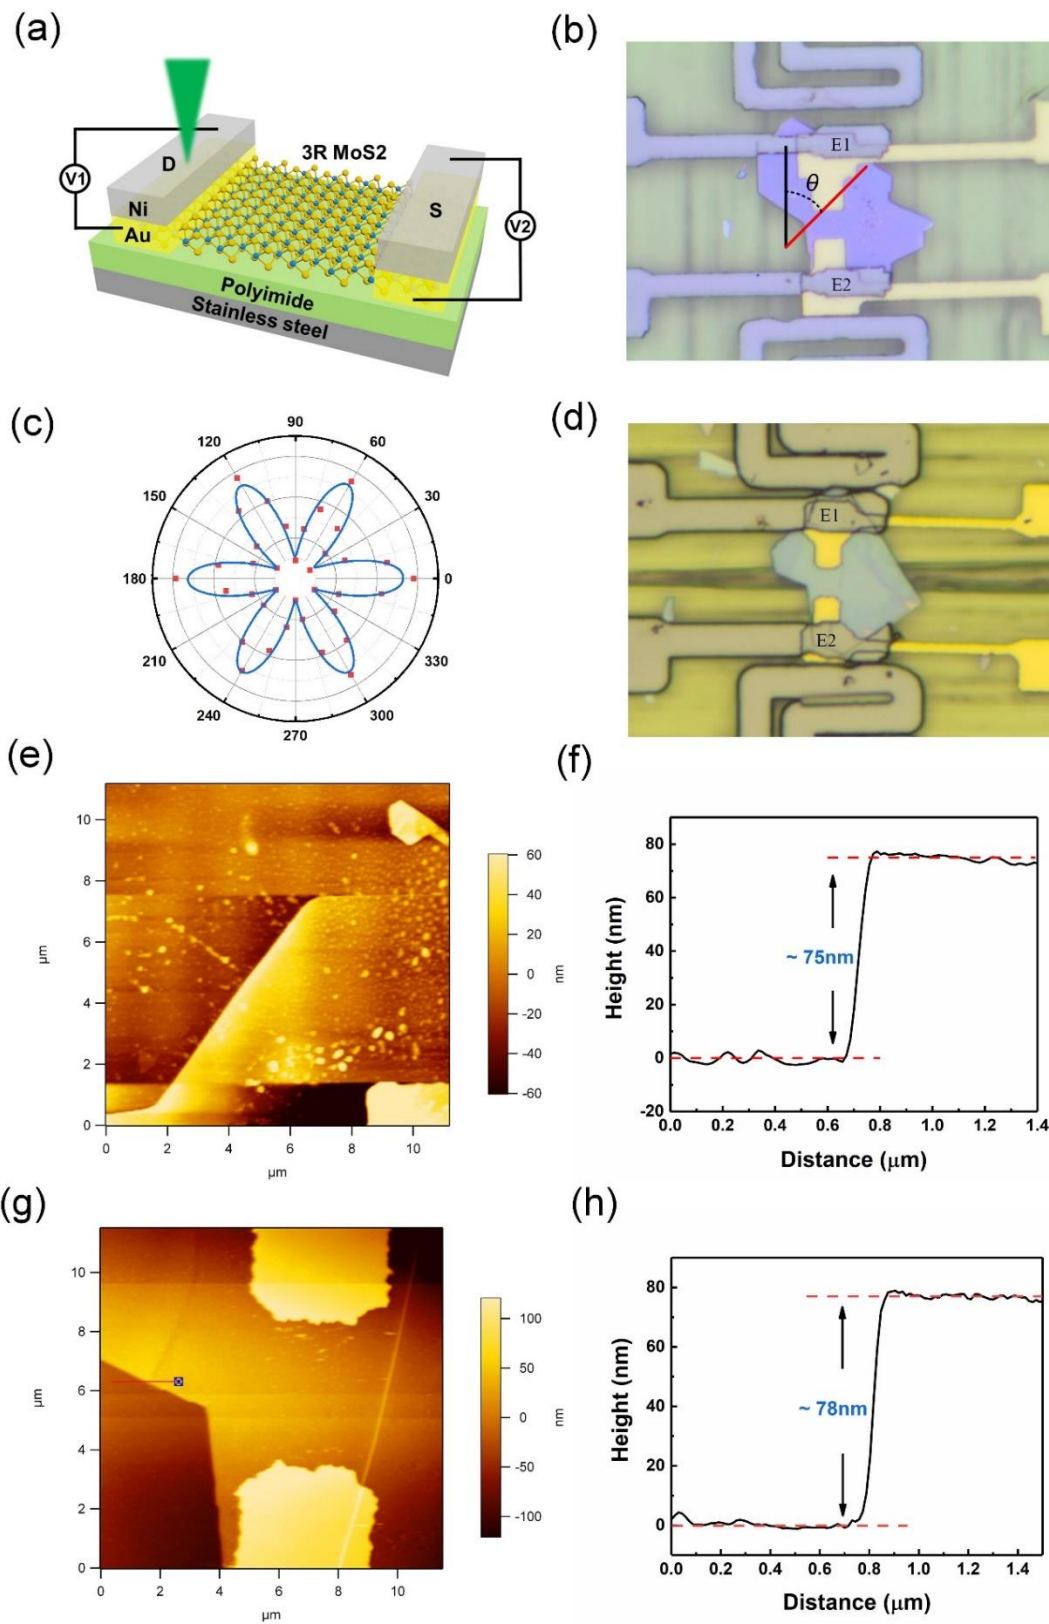 (a)
D
V1
Ni
Au
3R MoS2
S
V2
Polyimide
Stainless steel
(b)
E1
θ
E2
(c)
90
120
60
150
30
180
0
210
330
240
300
270
(d)
E1
E2
(e)
10
8
6
4
2
0
μm
0 2 4 6 8 10
μm
60
40
20
0
-20
-40
-60
nm
(f)
80
60
40
20
0
-20
Height (nm)
~ 75nm
0.0 0.2 0.4 0.6 0.8 1.0 1.2 1.4
Distance (μm)
(g)
10
8
6
4
2
0
μm
0 2 4 6 8 10
μm
100
50
0
-50
-100
nm
(h)
80
60
40
20
0
Height (nm)
~ 78nm
0.0 0.2 0.4 0.6 0.8 1.0 1.2 1.4
Distance (μm)